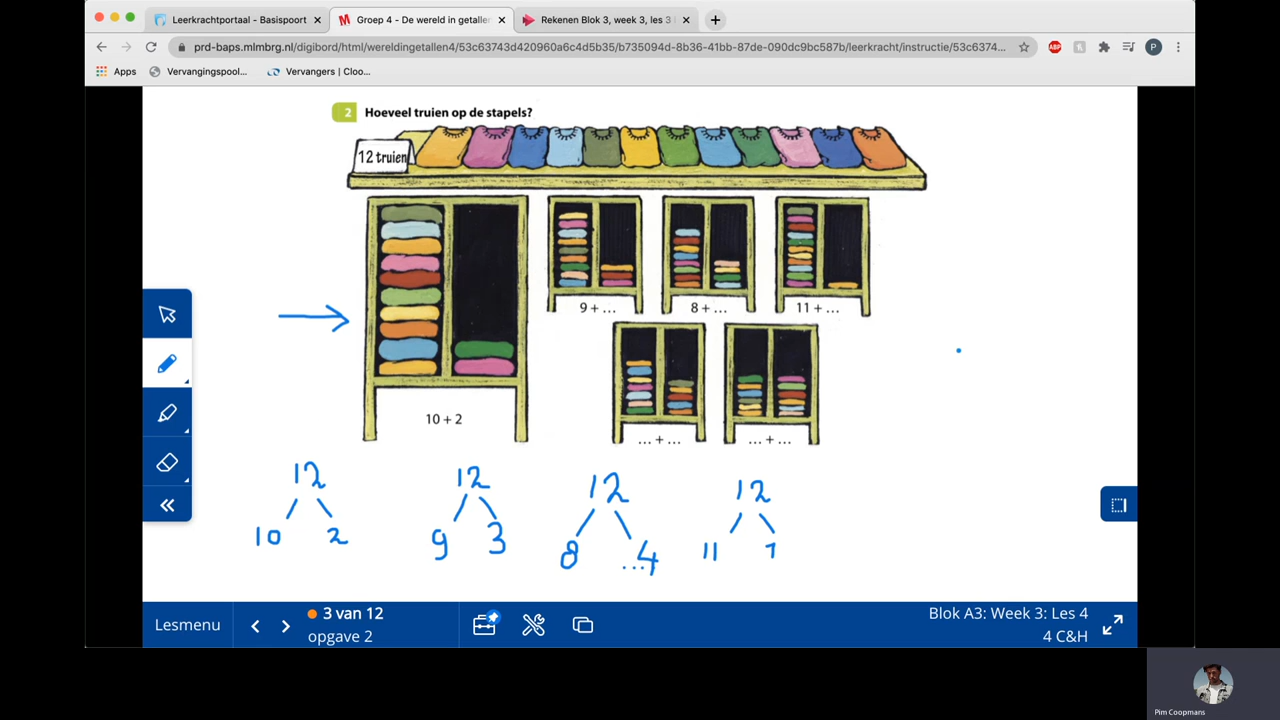 Leerkrachtportaal - Basispoort
Groep 4 - De wereld in getallen
Rekenen Blok 3, week 3, les 3
prd-baps.mlmbrg.nl/digibord/html/wereldingetallen4/53c63743d420960a6c4d5b35/b735094d-8b36-41bb-87de-0900c9bc587b/leerkracht/instructie/53c6374...
ABP
P
Apps
Vervangingspool...
Vervangers | Cloo...
2 Hoeveel truien op de stapels?
12 truien
9 + ...
8 + ...
11 + ...
10 + 2
... + ...
... + ...
12
12
12
12
10 2
9 3
8 ...4
11 1
Lesmenu
3 van 12
opgave 2
Blok A3: Week 3: Les 4
4 C&H
Pim Coopmans